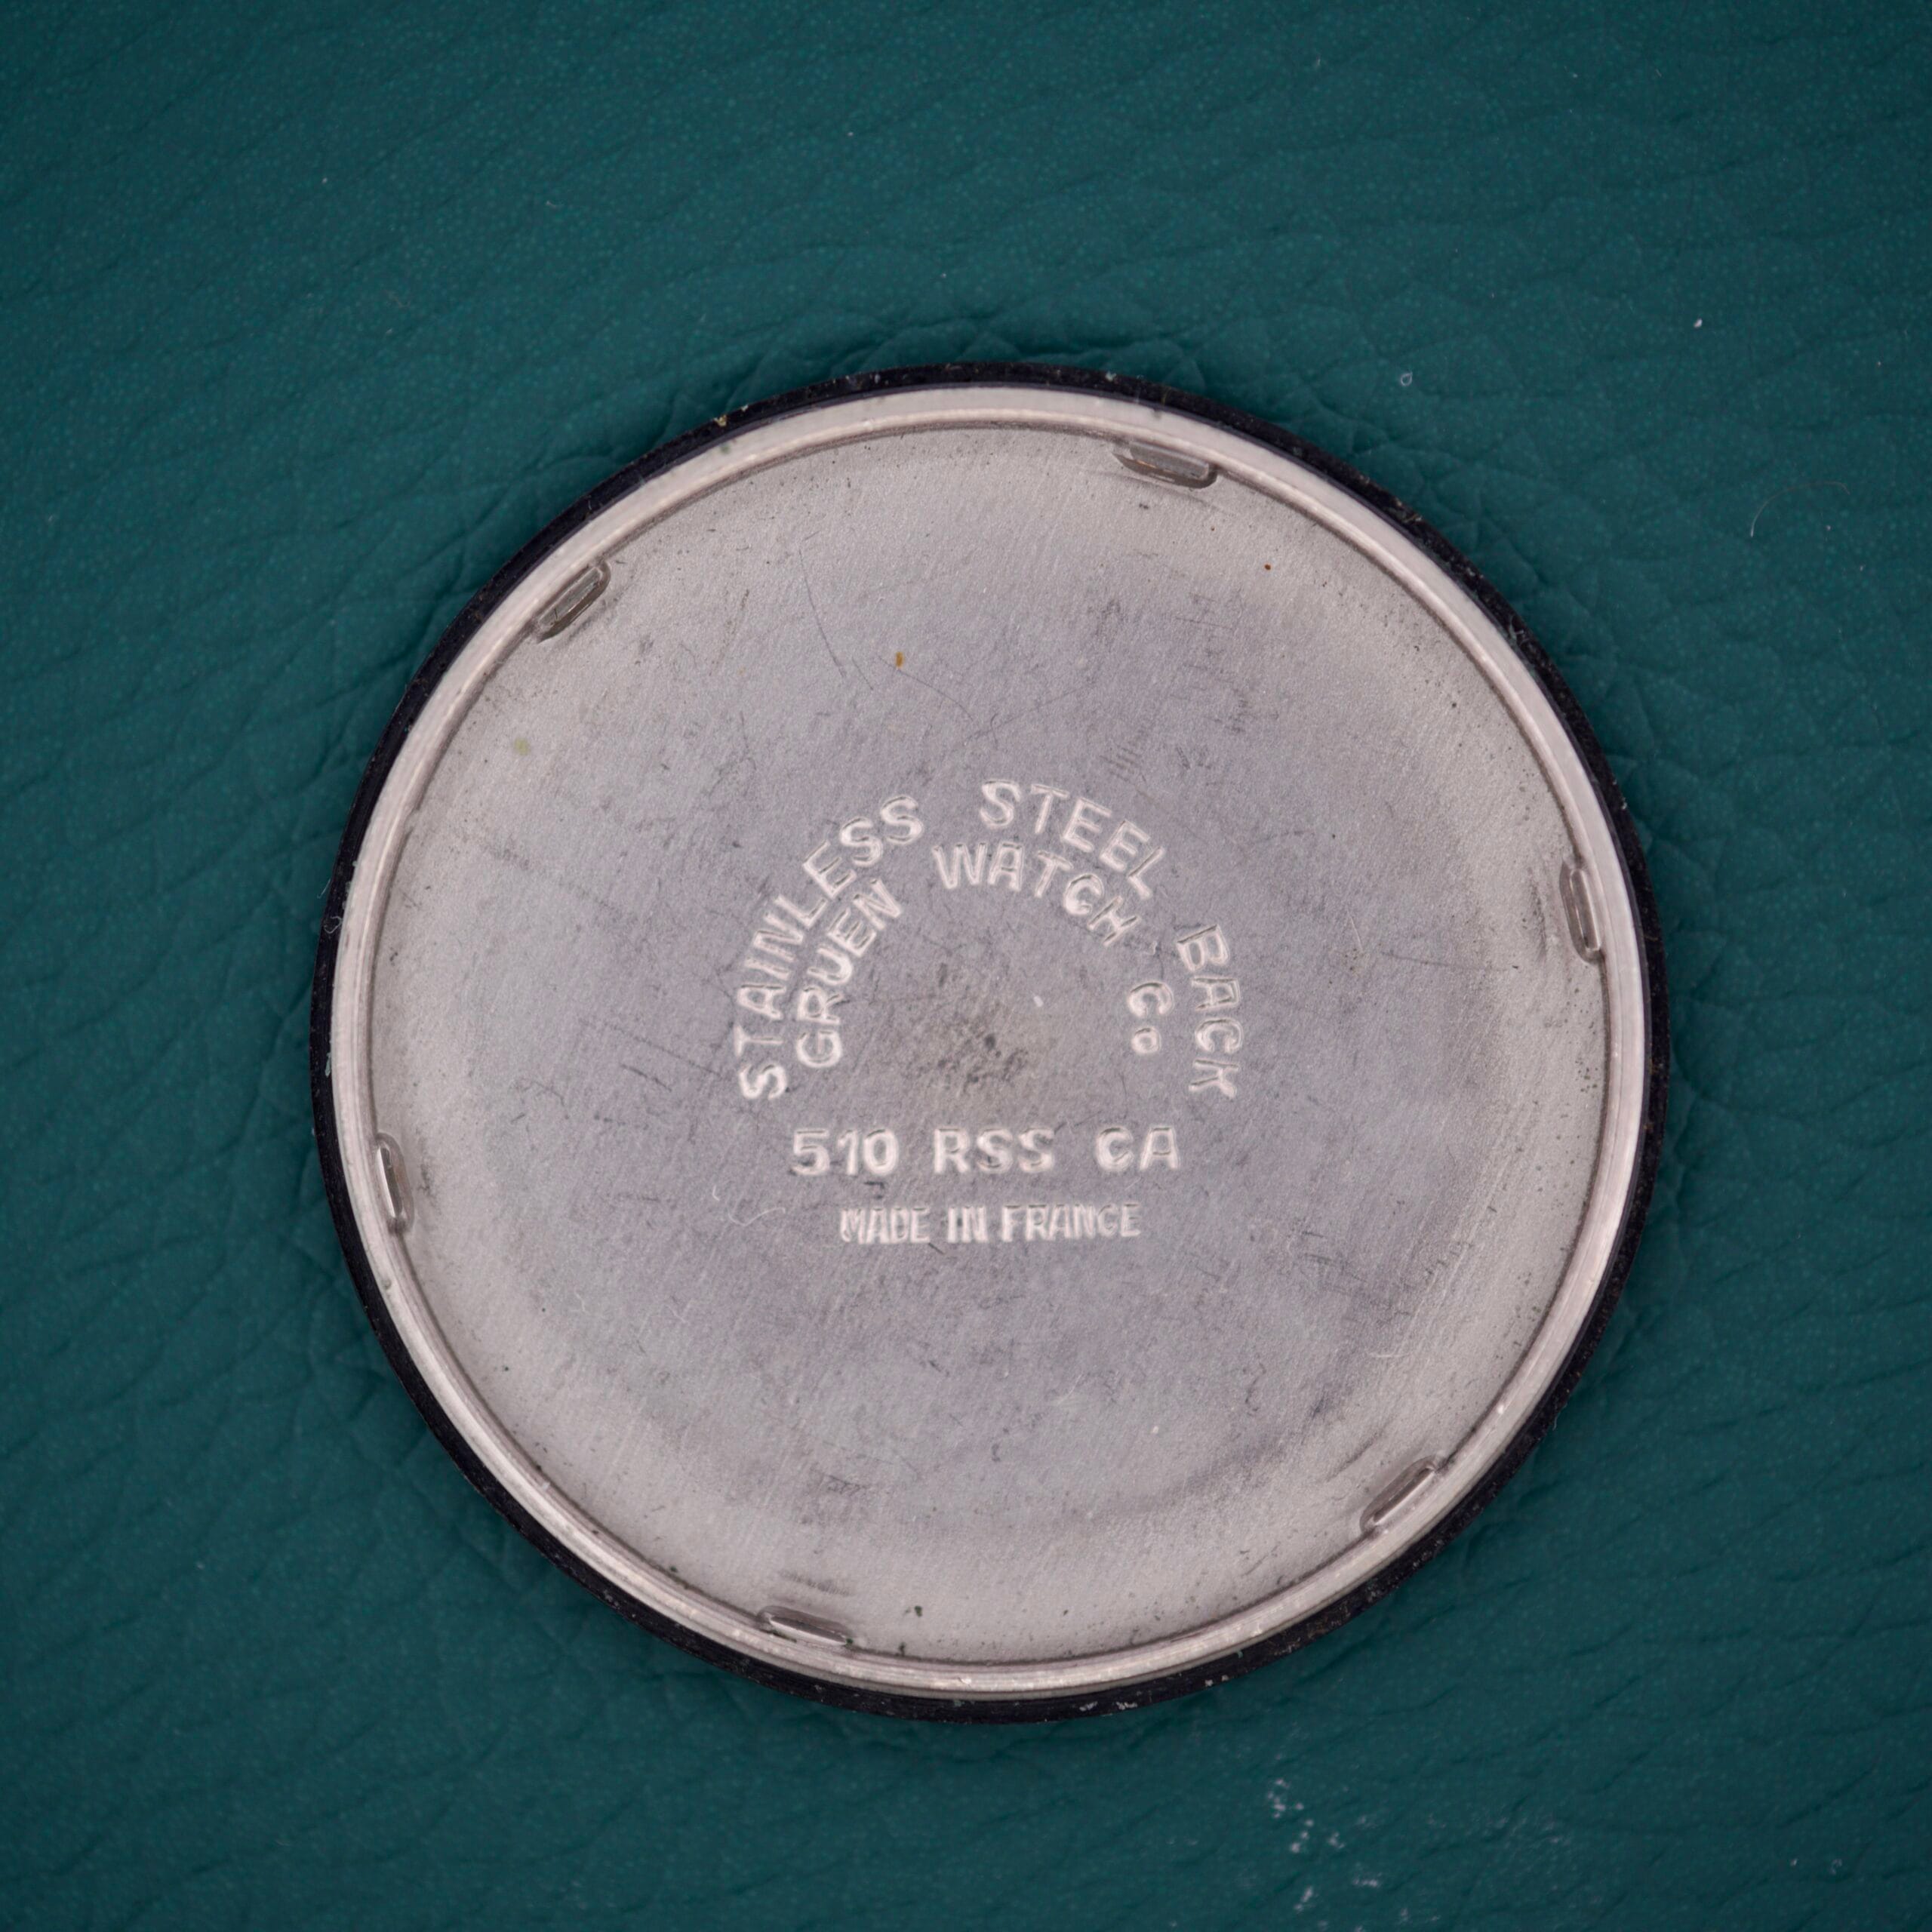 STAINLESS STEEL BACK
GRUEN WATCH Co
510 RSS CA
MADE IN FRANCE